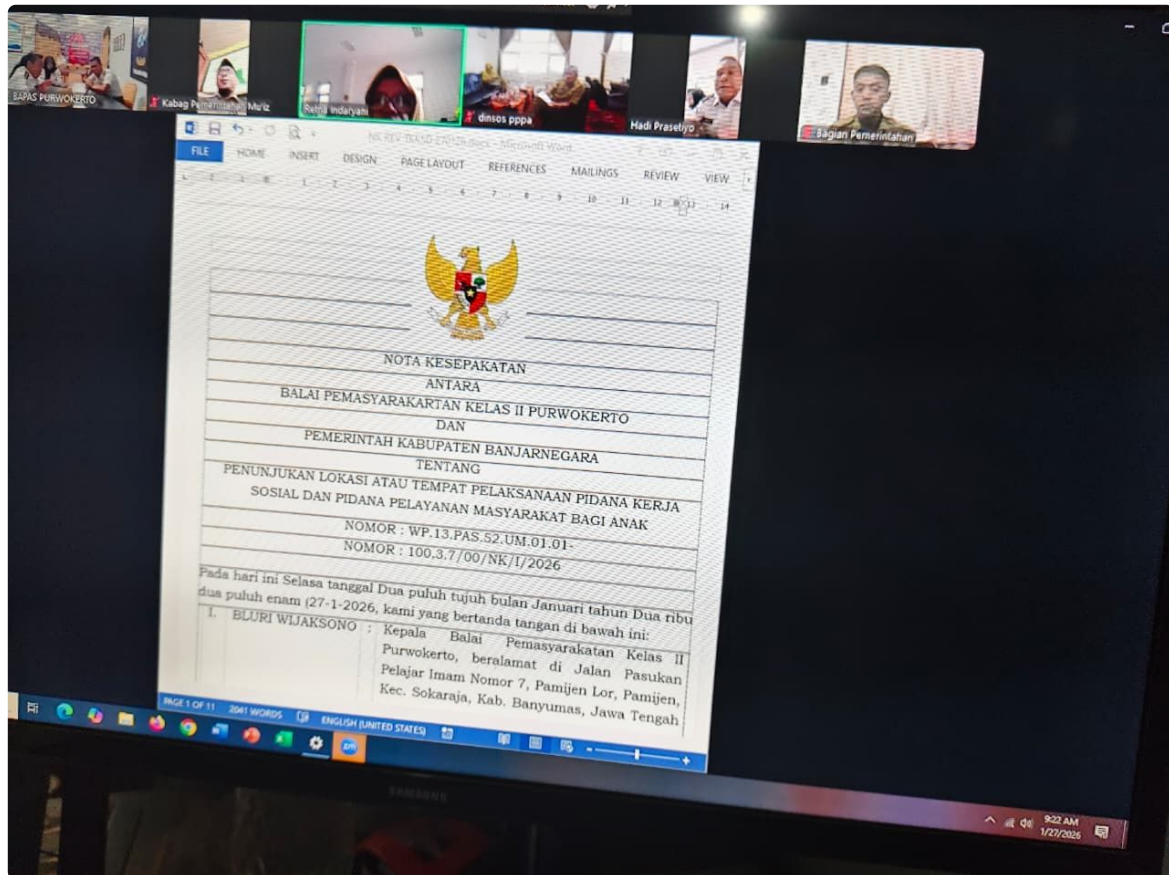 BAPAS PURWOKERTO
Kabag Pemerintahan Mu'iz
Retna Indaryani
dinsos pppa
Hadi Prasetiyo
Bagian Pemerintahan
Microsoft Word
FILE HOME INSERT DESIGN PAGE LAYOUT REFERENCES MAILINGS REVIEW VIEW
NOTA KESEPAKATAN
ANTARA
BALAI PEMASYARAKARTAN KELAS II PURWOKERTO
DAN
PEMERINTAH KABUPATEN BANJARNEGARA
TENTANG
PENUNJUKAN LOKASI ATAU TEMPAT PELAKSANAAN PIDANA KERJA
SOSIAL DAN PIDANA PELAYANAN MASYARAKAT BAGI ANAK
NOMOR : WP.13.PAS.52.UM.01.01-
NOMOR : 100.3.7/00/NK/I/2026
Pada hari ini Selasa tanggal Dua puluh tujuh bulan Januari tahun Dua ribu
dua puluh enam (27-1-2026, kami yang bertanda tangan di bawah ini:
I. BLURI WIJAKSONO : Kepala Balai Pemasyarakatan Kelas II
Purwokerto, beralamat di Jalan Pasukan
Pelajar Imam Nomor 7, Pamijen Lor, Pamijen,
Kec. Sokaraja, Kab. Banyumas, Jawa Tengah
PAGE 1 OF 11 2041 WORDS ENGLISH (UNITED STATES)
zm
SAMSUNG
9:22 AM
1/27/2026